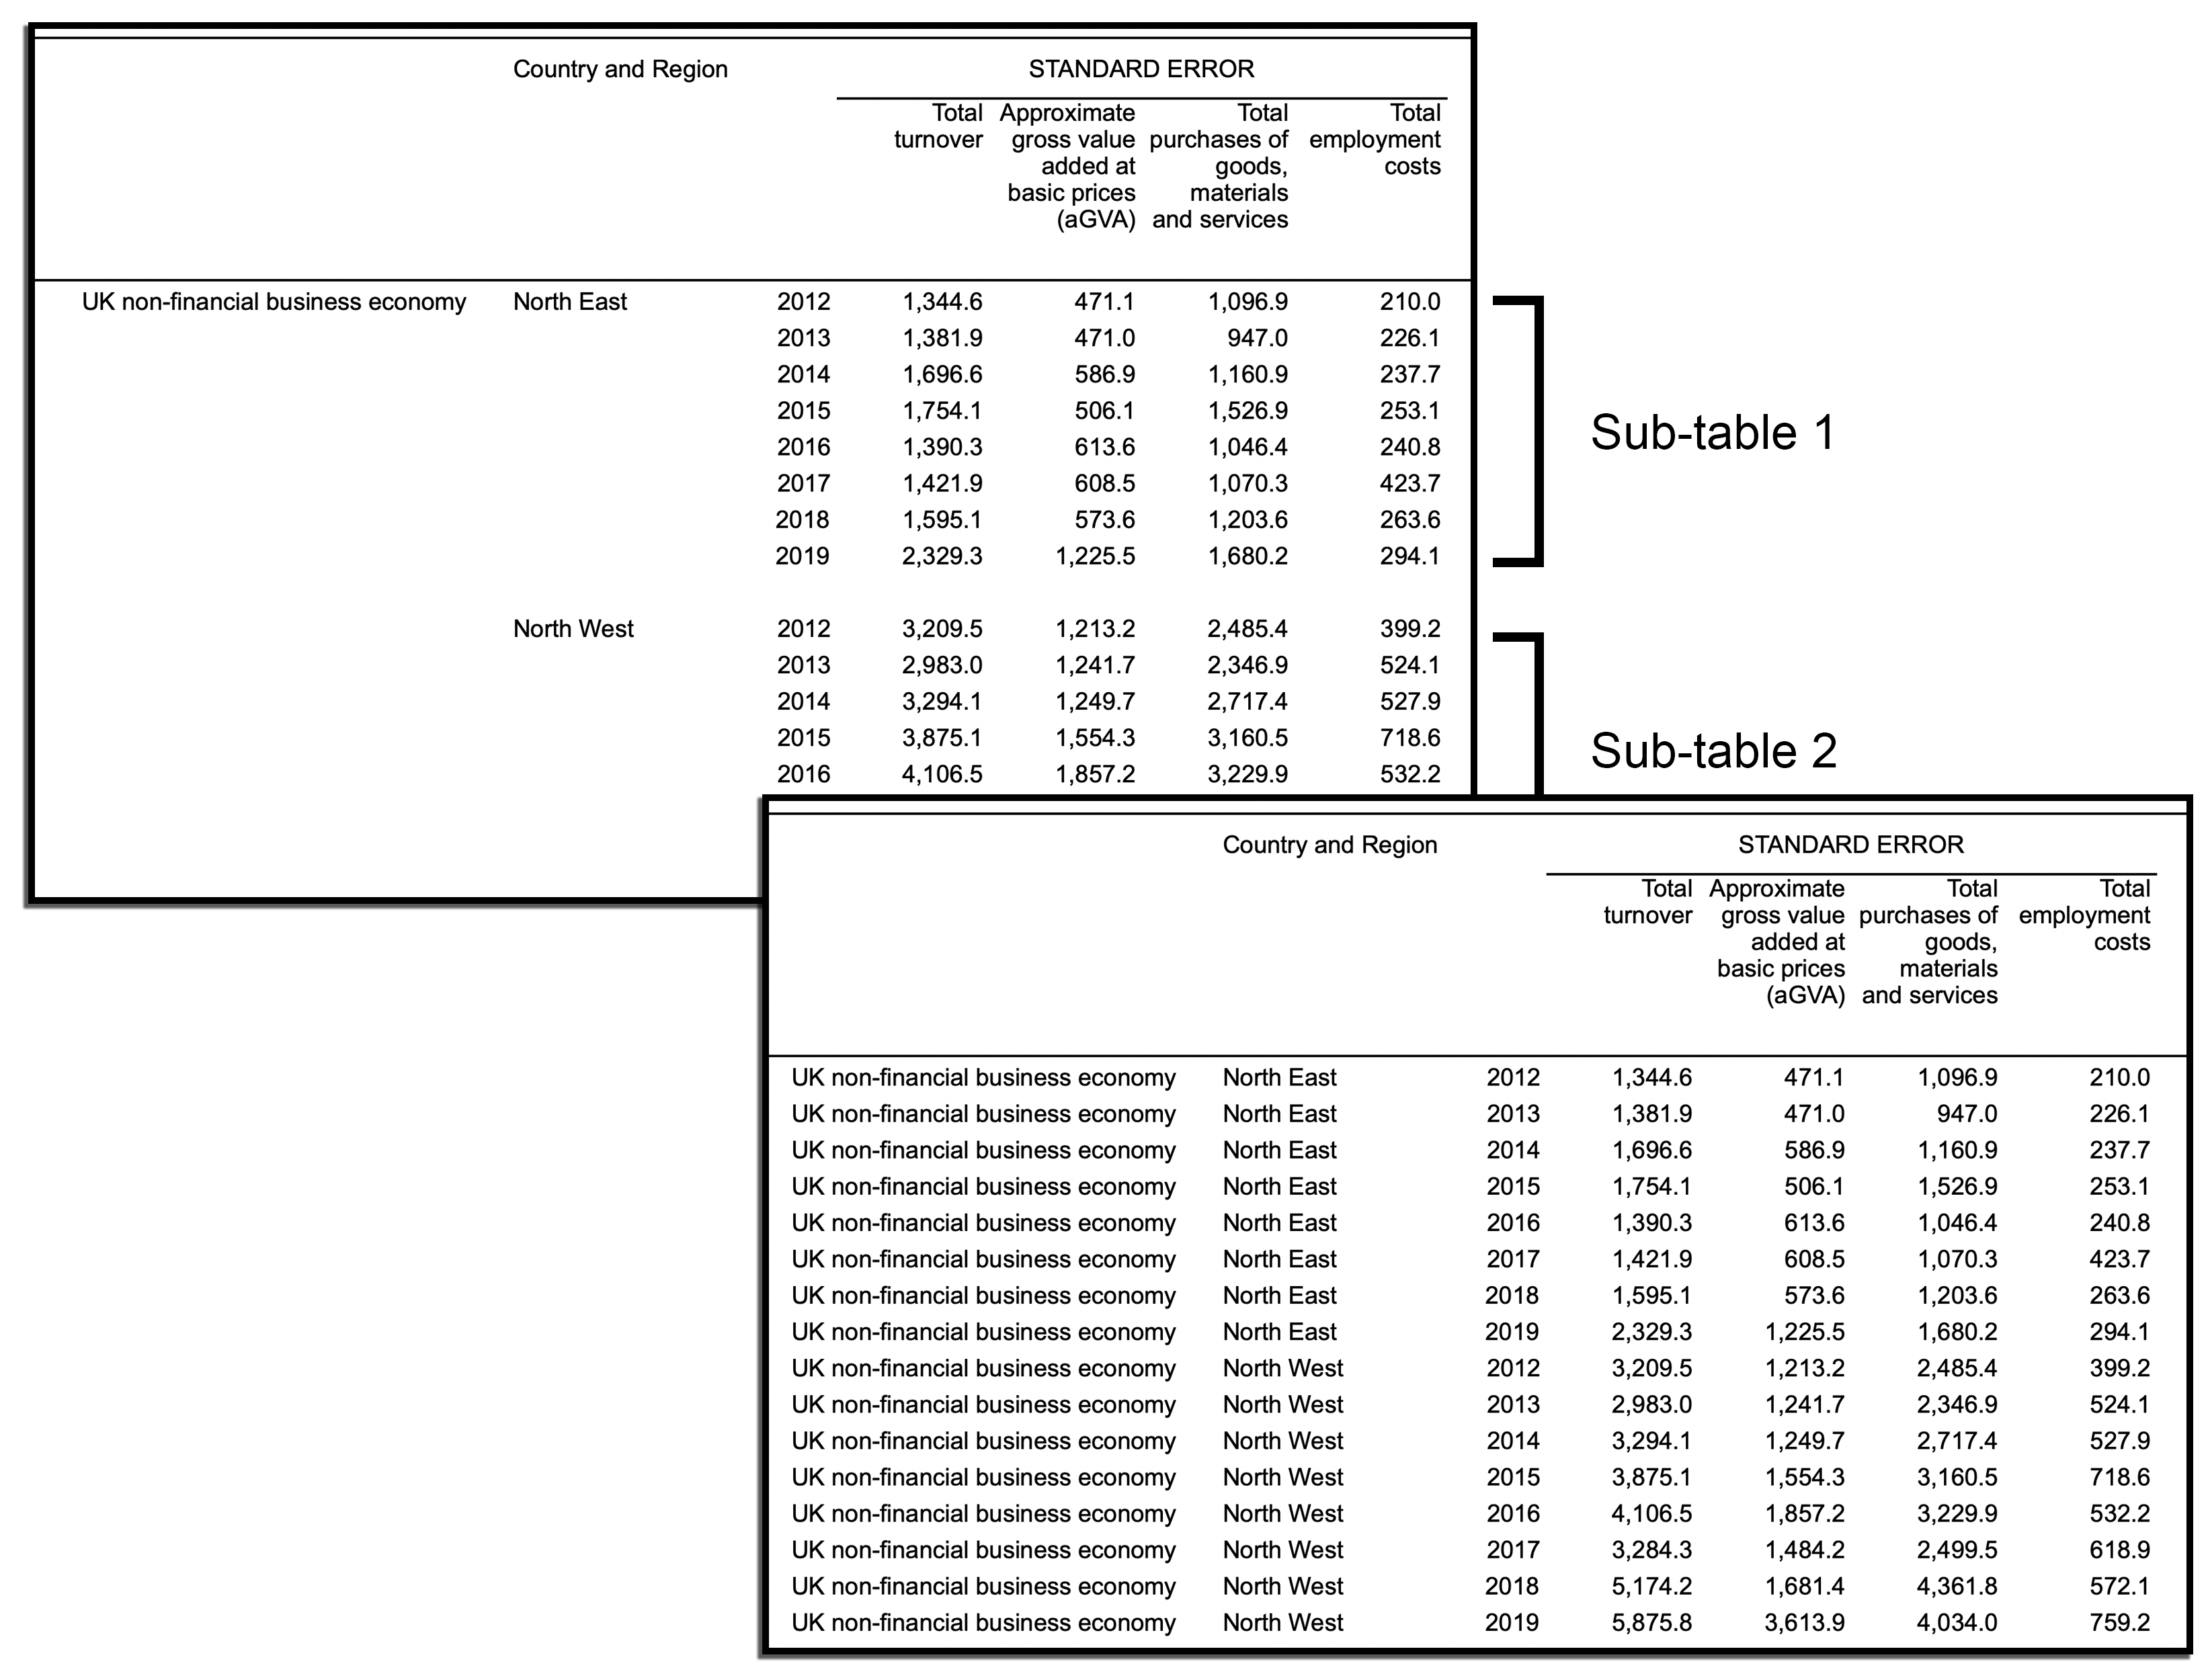 Country and Region STANDARD ERROR
Total Approximate Total Total
turnover gross value purchases of employment
added at goods, costs
basic prices materials
(aGVA) and services
UK non-financial business economy North East 2012 1,344.6 471.1 1,096.9 210.0
2013 1,381.9 471.0 947.0 226.1
2014 1,696.6 586.9 1,160.9 237.7
2015 1,754.1 506.1 1,526.9 253.1
2016 1,390.3 613.6 1,046.4 240.8
2017 1,421.9 608.5 1,070.3 423.7
2018 1,595.1 573.6 1,203.6 263.6
2019 2,329.3 1,225.5 1,680.2 294.1
Sub-table 1
North West 2012 3,209.5 1,213.2 2,485.4 399.2
2013 2,983.0 1,241.7 2,346.9 524.1
2014 3,294.1 1,249.7 2,717.4 527.9
2015 3,875.1 1,554.3 3,160.5 718.6
2016 4,106.5 1,857.2 3,229.9 532.2
Sub-table 2
Country and Region STANDARD ERROR
Total Approximate Total Total
turnover gross value purchases of employment
added at goods, costs
basic prices materials
(aGVA) and services
UK non-financial business economy North East 2012 1,344.6 471.1 1,096.9 210.0
UK non-financial business economy North East 2013 1,381.9 471.0 947.0 226.1
UK non-financial business economy North East 2014 1,696.6 586.9 1,160.9 237.7
UK non-financial business economy North East 2015 1,754.1 506.1 1,526.9 253.1
UK non-financial business economy North East 2016 1,390.3 613.6 1,046.4 240.8
UK non-financial business economy North East 2017 1,421.9 608.5 1,070.3 423.7
UK non-financial business economy North East 2018 1,595.1 573.6 1,203.6 263.6
UK non-financial business economy North East 2019 2,329.3 1,225.5 1,680.2 294.1
UK non-financial business economy North West 2012 3,209.5 1,213.2 2,485.4 399.2
UK non-financial business economy North West 2013 2,983.0 1,241.7 2,346.9 524.1
UK non-financial business economy North West 2014 3,294.1 1,249.7 2,717.4 527.9
UK non-financial business economy North West 2015 3,875.1 1,554.3 3,160.5 718.6
UK non-financial business economy North West 2016 4,106.5 1,857.2 3,229.9 532.2
UK non-financial business economy North West 2017 3,284.3 1,484.2 2,499.5 618.9
UK non-financial business economy North West 2018 5,174.2 1,681.4 4,361.8 572.1
UK non-financial business economy North West 2019 5,875.8 3,613.9 4,034.0 759.2